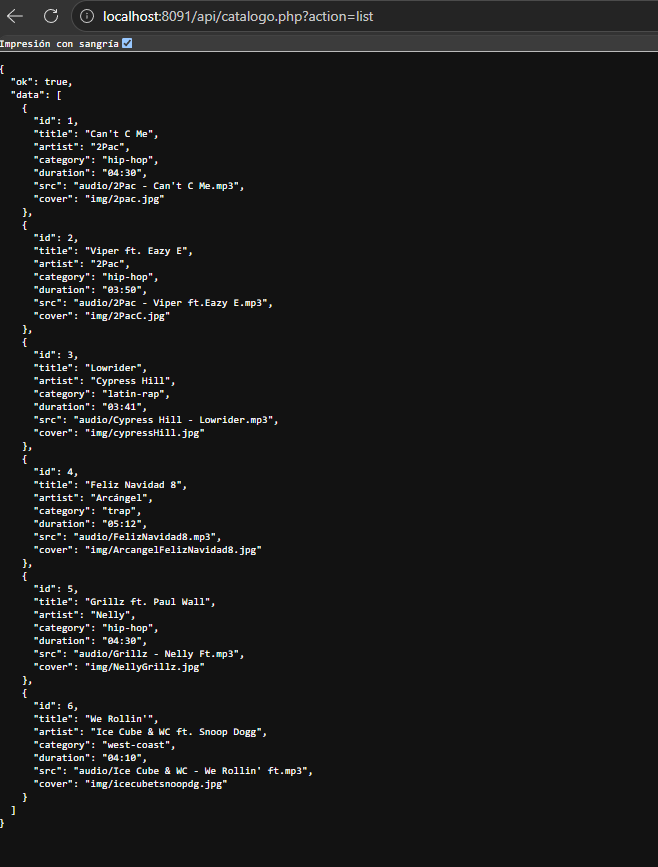 localhost:8091/api/catalogo.php?action=list
Impresión con sangría
{
  "ok": true,
  "data": [
    {
      "id": 1,
      "title": "Can't C Me",
      "artist": "2Pac",
      "category": "hip-hop",
      "duration": "04:30",
      "src": "audio/2Pac - Can't C Me.mp3",
      "cover": "img/2pac.jpg"
    },
    {
      "id": 2,
      "title": "Viper ft. Eazy E",
      "artist": "2Pac",
      "category": "hip-hop",
      "duration": "03:50",
      "src": "audio/2Pac - Viper ft.Eazy E.mp3",
      "cover": "img/2PacC.jpg"
    },
    {
      "id": 3,
      "title": "Lowrider",
      "artist": "Cypress Hill",
      "category": "latin-rap",
      "duration": "03:41",
      "src": "audio/Cypress Hill - Lowrider.mp3",
      "cover": "img/cypressHill.jpg"
    },
    {
      "id": 4,
      "title": "Feliz Navidad 8",
      "artist": "Arcángel",
      "category": "trap",
      "duration": "05:12",
      "src": "audio/FelizNavidad8.mp3",
      "cover": "img/ArcangelFelizNavidad8.jpg"
    },
    {
      "id": 5,
      "title": "Grillz ft. Paul Wall",
      "artist": "Nelly",
      "category": "hip-hop",
      "duration": "04:30",
      "src": "audio/Grillz - Nelly Ft.mp3",
      "cover": "img/NellyGrillz.jpg"
    },
    {
      "id": 6,
      "title": "We Rollin'",
      "artist": "Ice Cube & WC ft. Snoop Dogg",
      "category": "west-coast",
      "duration": "04:10",
      "src": "audio/Ice Cube & WC - We Rollin' ft.mp3",
      "cover": "img/icecubetsnoopdg.jpg"
    }
  ]
}